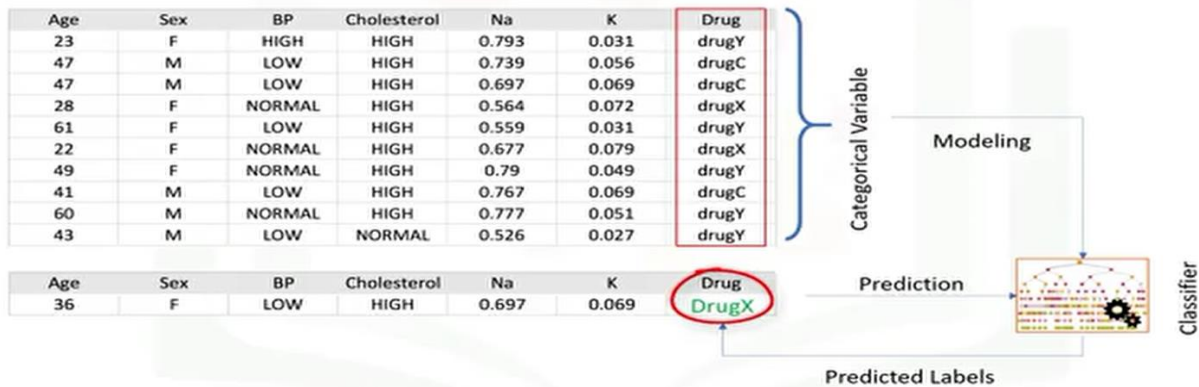 Age Sex BP Cholesterol Na K Drug
23 F HIGH HIGH 0.793 0.031 drugY
47 M LOW HIGH 0.739 0.056 drugC
47 M LOW HIGH 0.697 0.069 drugC
28 F NORMAL HIGH 0.564 0.072 drugX
61 F LOW HIGH 0.559 0.031 drugY
22 F NORMAL HIGH 0.677 0.079 drugX
49 F NORMAL HIGH 0.79 0.049 drugY
41 M LOW HIGH 0.767 0.069 drugC
60 M NORMAL HIGH 0.777 0.051 drugY
43 M LOW NORMAL 0.526 0.027 drugY
Categorical Variable
Modeling
Age Sex BP Cholesterol Na K Drug
36 F LOW HIGH 0.697 0.069 DrugX
Prediction
Classifier
Predicted Labels